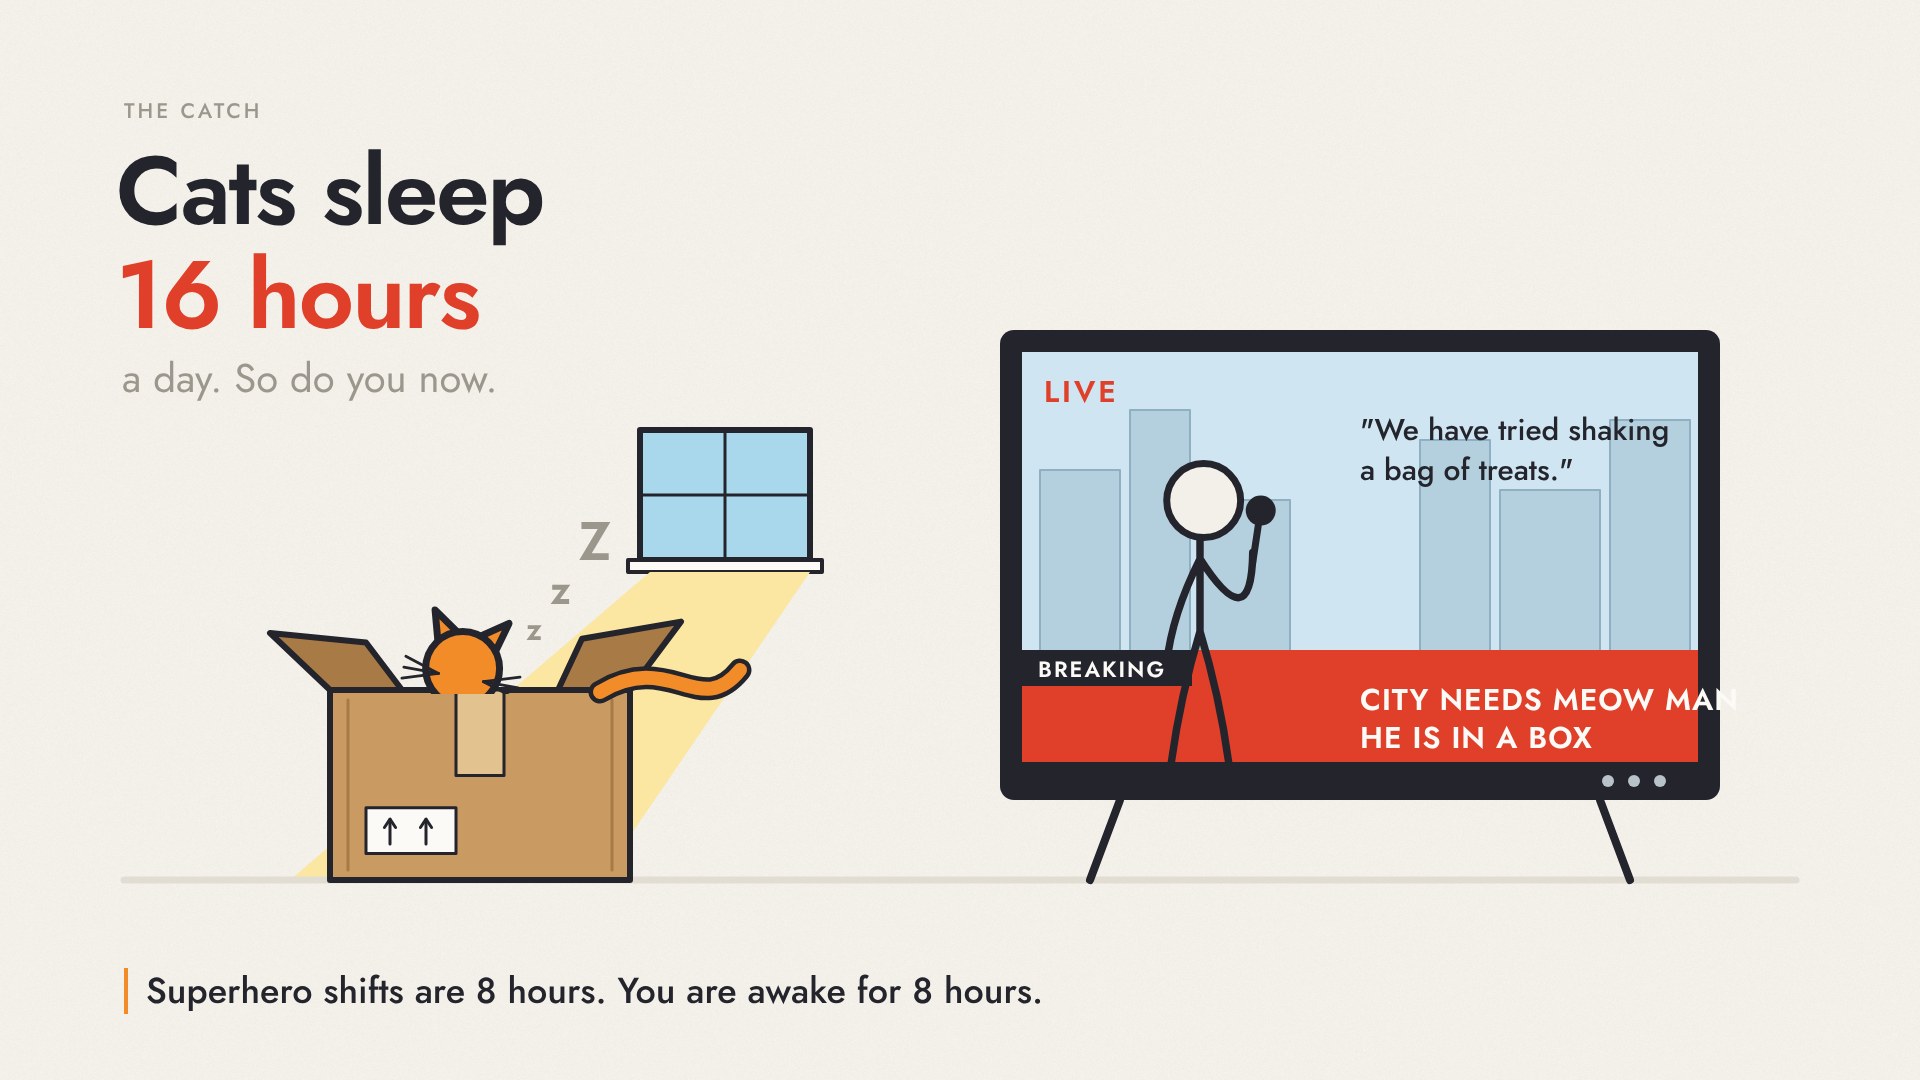 THE CATCH
Cats sleep
16 hours
a day. So do you now.
Z
z
z
LIVE
"We have tried shaking
a bag of treats."
BREAKING
CITY NEEDS MEOW MAN
HE IS IN A BOX
Superhero shifts are 8 hours. You are awake for 8 hours.